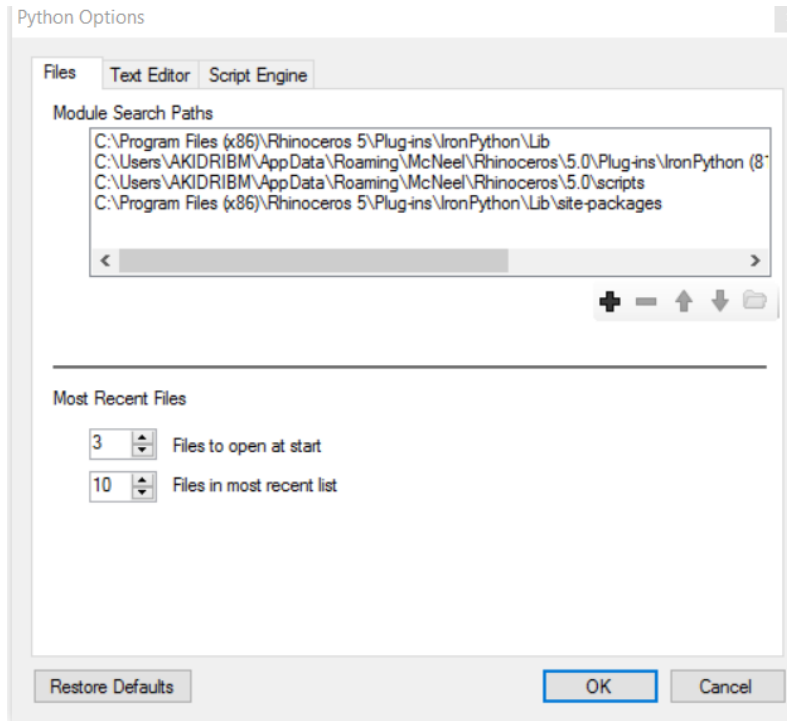 Python Options
Files
Text Editor
Script Engine
Module Search Paths
C:\Program Files (x86)\Rhinoceros 5\Plug-ins\IronPython\Lib
C:\Users\AKIDRIBM\AppData\Roaming\McNeel\Rhinoceros\5.0\Plug-ins\IronPython (8
C:\Users\AKIDRIBM\AppData\Roaming\McNeel\Rhinoceros\5.0\scripts
C:\Program Files (x86)\Rhinoceros 5\Plug-ins\IronPython\Lib\site-packages
Most Recent Files
3 Files to open at start
10 Files in most recent list
Restore Defaults
OK
Cancel